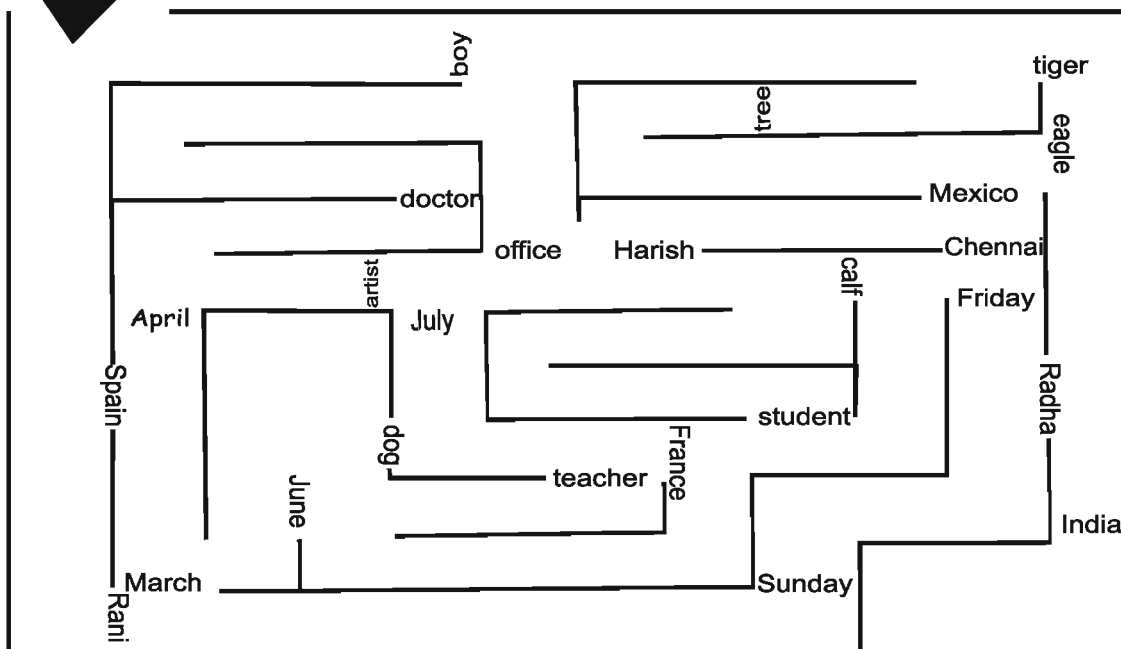 boy
tiger
tree
eagle
doctor
Mexico
office
Harish
Chennai
artist
calf
April
July
Friday
Spain
Radha
student
dog
France
teacher
June
India
March
Sunday
Rani